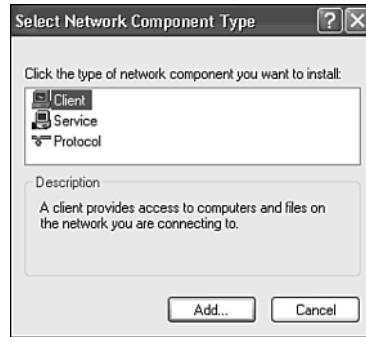 Select Network Component Type
Click the type of network component you want to install:
Client
Service
Protocol
Description
A client provides access to computers and files on
the network you are connecting to.
Add... Cancel